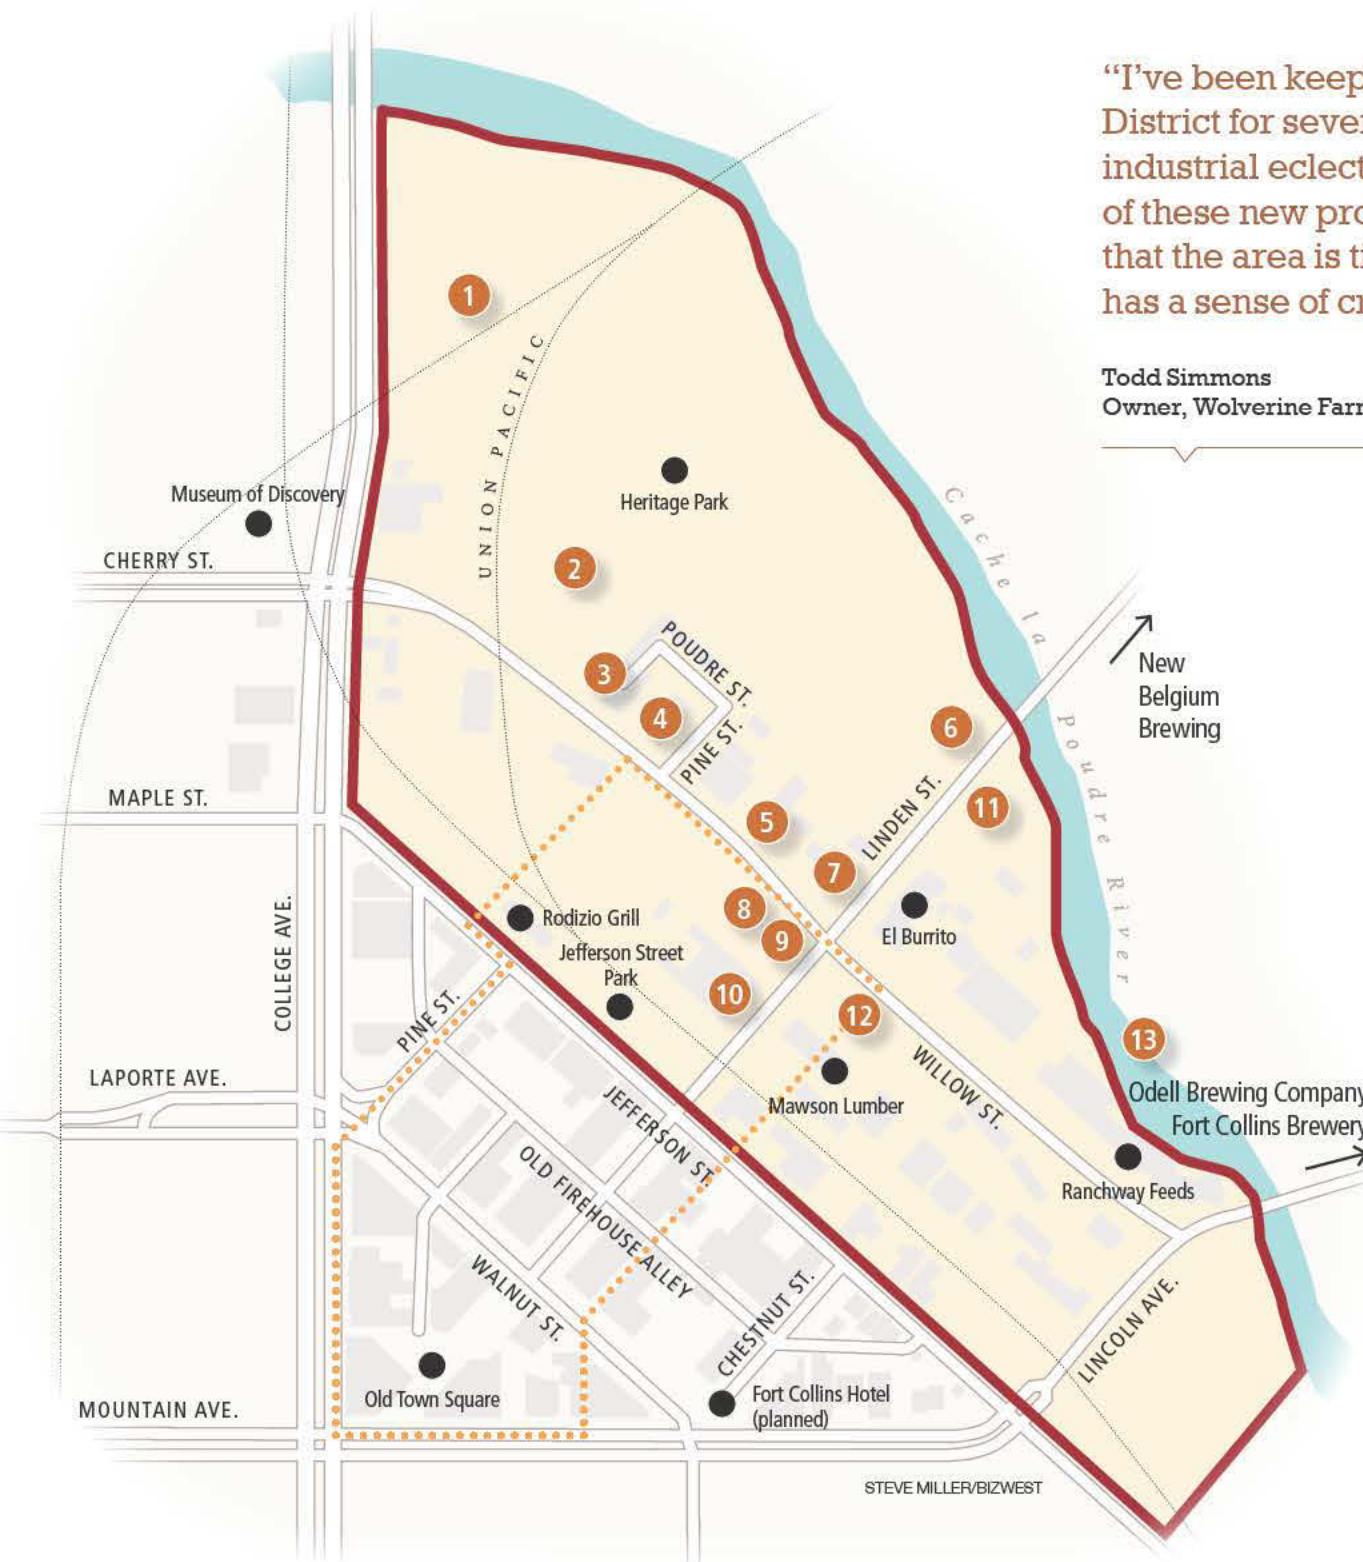 “I’ve been keep
District for seve
industrial eclect
of these new pro
that the area is ti
has a sense of cr
Todd Simmons
Owner, Wolverine Farm
1
UNION PACIFIC
Museum of Discovery
Heritage Park
CHERRY ST.
2
Cache la Poudre River
POUDRE ST.
3
4
PINE ST.
6
New
Belgium
Brewing
MAPLE ST.
5
LINDEN ST.
11
7
8
9
El Burrito
Rodizio Grill
Jefferson Street
Park
COLLEGE AVE.
10
12
13
PINE ST.
LAPORTE AVE.
Mawson Lumber
WILLOW ST.
Odell Brewing Company
Fort Collins Brewery
JEFFERSON ST.
Ranchway Feeds
OLD FIREHOUSE ALLEY
WALNUT ST.
CHESTNUT ST.
LINCOLN AVE.
Old Town Square
Fort Collins Hotel
(planned)
MOUNTAIN AVE.
STEVE MILLER/BIZWEST